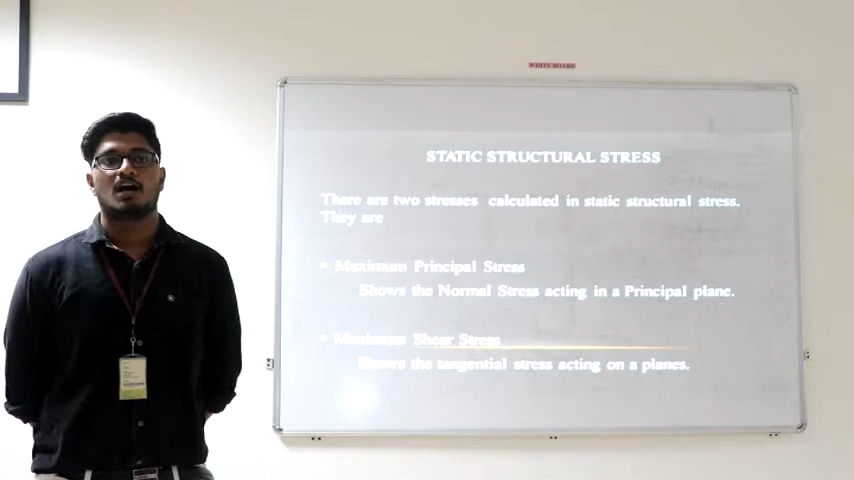 WHITE BOARD
STATIC STRUCTURAL STRESS
There are two stresses calculated in static structural stress.
They are
Maximum Principal Stress
Shows the Normal Stress acting in a Principal plane.
Maximum Shear Stress
Shows the tangential stress acting on a planes.